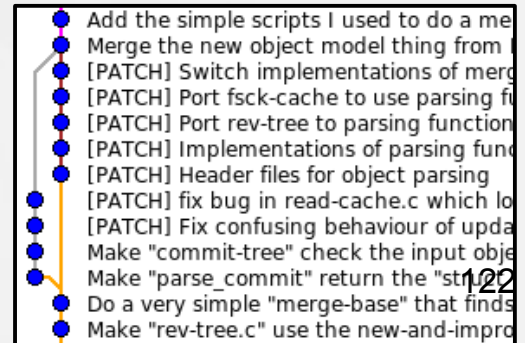 Add the simple scripts I used to do a me
Merge the new object model thing from
[PATCH] Switch implementations of merg
[PATCH] Port fsck-cache to use parsing fu
[PATCH] Port rev-tree to parsing function
[PATCH] Implementations of parsing func
[PATCH] Header files for object parsing
[PATCH] fix bug in read-cache.c which lo
[PATCH] Fix confusing behaviour of upda
Make "commit-tree" check the input obje
Make "parse_commit" return the "struct
122
Do a very simple "merge-base" that finds
Make "rev-tree.c" use the new-and-impro